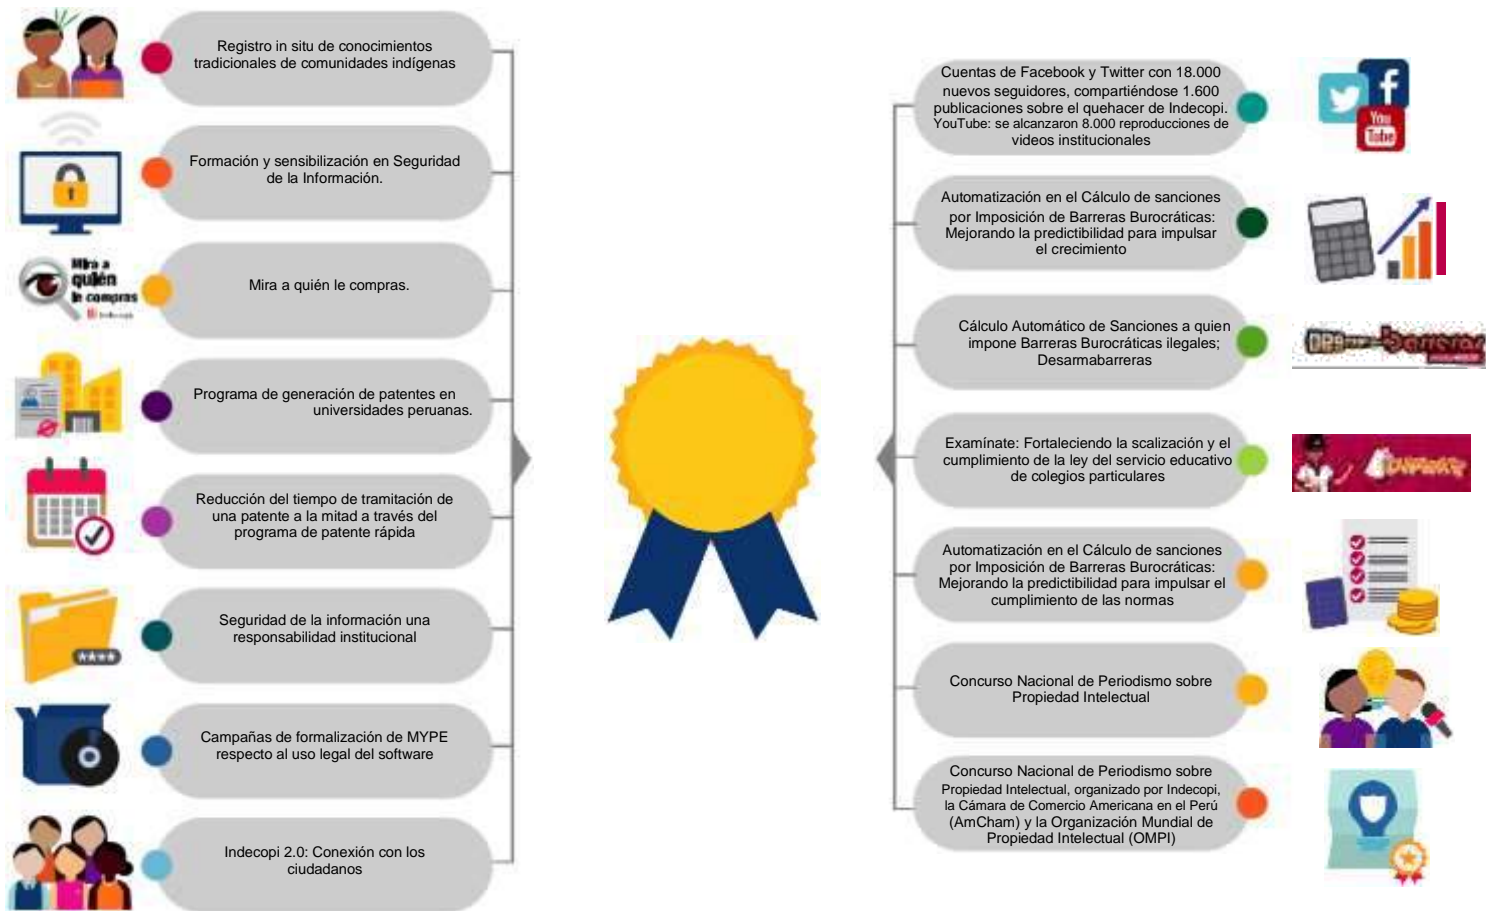 Registro in situ de conocimientos
tradicionales de comunidades indígenas
Formación y sensibilización en Seguridad
de la Información.
Mira a
quién
le compras
Mira a quién le compras.
Programa de generación de patentes en
universidades peruanas.
Reducción del tiempo de tramitación de
una patente a la mitad a través del
programa de patente rápida
Seguridad de la información una
responsabilidad institucional
Campañas de formalización de MYPE
respecto al uso legal del software
Indecopi 2.0: Conexión con los
ciudadanos
Cuentas de Facebook y Twitter con 18.000
nuevos seguidores, compartiéndose 1.600
publicaciones sobre el quehacer de Indecopi.
YouTube: se alcanzaron 8.000 reproducciones de
videos institucionales
You
Tube
Automatización en el Cálculo de sanciones
por Imposición de Barreras Burocráticas:
Mejorando la predictibilidad para impulsar
el crecimiento
Cálculo Automático de Sanciones a quien
impone Barreras Burocráticas ilegales;
Desarmabarreras
barreras
Examínate: Fortaleciendo la scalización y el
cumplimiento de la ley del servicio educativo
de colegios particulares
Automatización en el Cálculo de sanciones
por Imposición de Barreras Burocráticas:
Mejorando la predictibilidad para impulsar el
cumplimiento de las normas
Concurso Nacional de Periodismo sobre
Propiedad Intelectual
Concurso Nacional de Periodismo sobre
Propiedad Intelectual, organizado por Indecopi,
la Cámara de Comercio Americana en el Perú
(AmCham) y la Organización Mundial de
Propiedad Intelectual (OMPI)